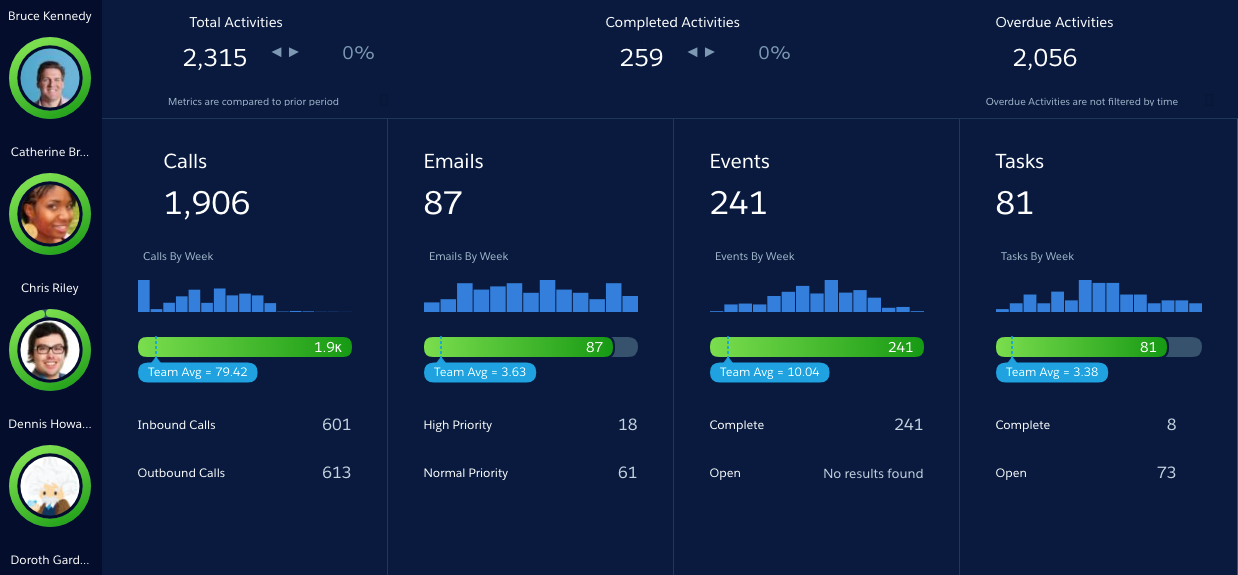 Bruce Kennedy
Catherine Br...
Chris Riley
Dennis Howa...
Doroth Gard...
Total Activities
2,315 ◄ ► 0%
Metrics are compared to prior period
Completed Activities
259 ◄ ► 0%
Overdue Activities
2,056
Overdue Activities are not filtered by time
Calls
1,906
Calls By Week
1.9K
Team Avg = 79.42
Inbound Calls 601
Outbound Calls 613
Emails
87
Emails By Week
87
Team Avg = 3.63
High Priority 18
Normal Priority 61
Events
241
Events By Week
241
Team Avg = 10.04
Complete 241
Open No results found
Tasks
81
Tasks By Week
81
Team Avg = 3.38
Complete 8
Open 73